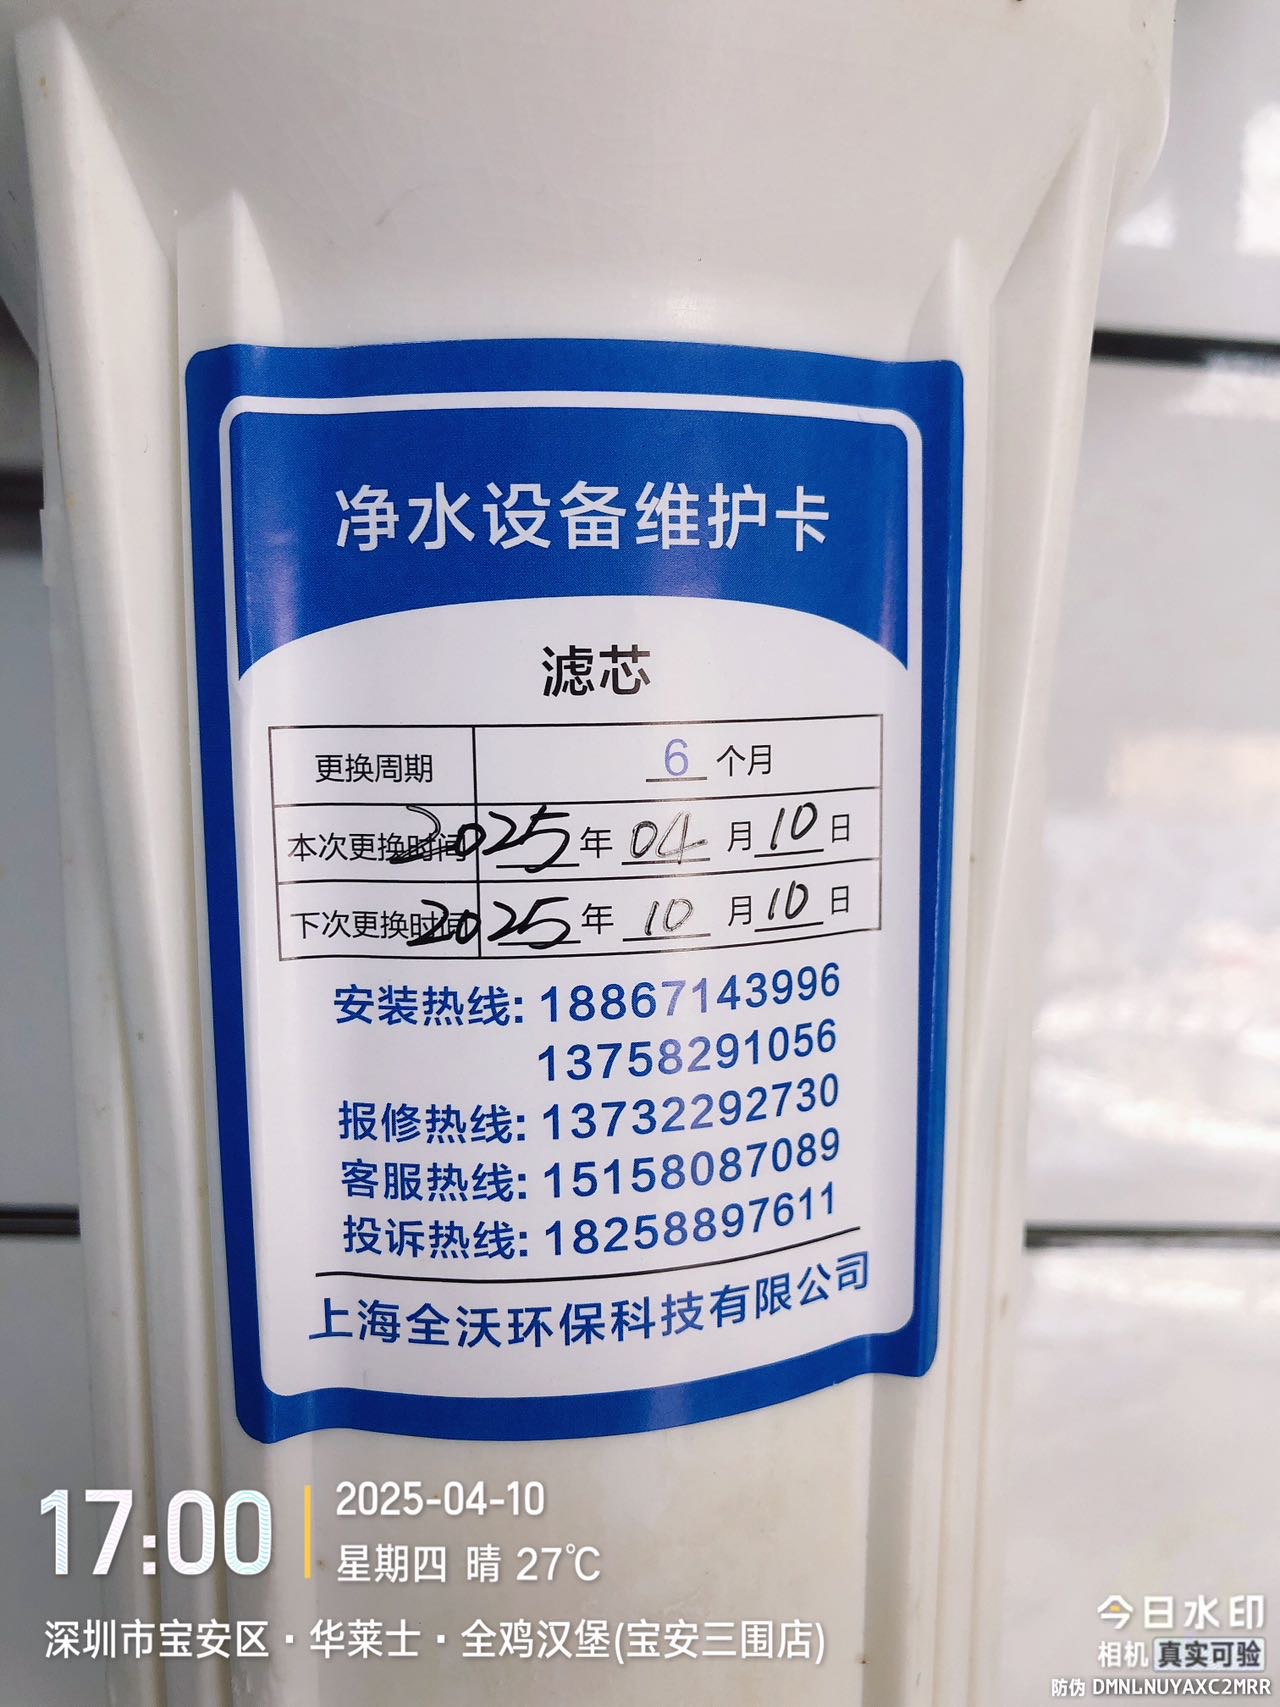 净水设备维护卡
滤芯
更换周期 6 个月
本次更换时间 2025 年 04 月 10 日
下次更换时间 2025 年 10 月 10 日
安装热线: 18867143996
13758291056
报修热线: 13732292730
客服热线: 15158087089
投诉热线: 18258897611
上海全沃环保科技有限公司
17:00
2025-04-10
星期四 晴 27℃
深圳市宝安区·华莱士·全鸡汉堡(宝安三围店)
今日水印
相机 真实可验
防伪 DMNLNUYAXC2MRR